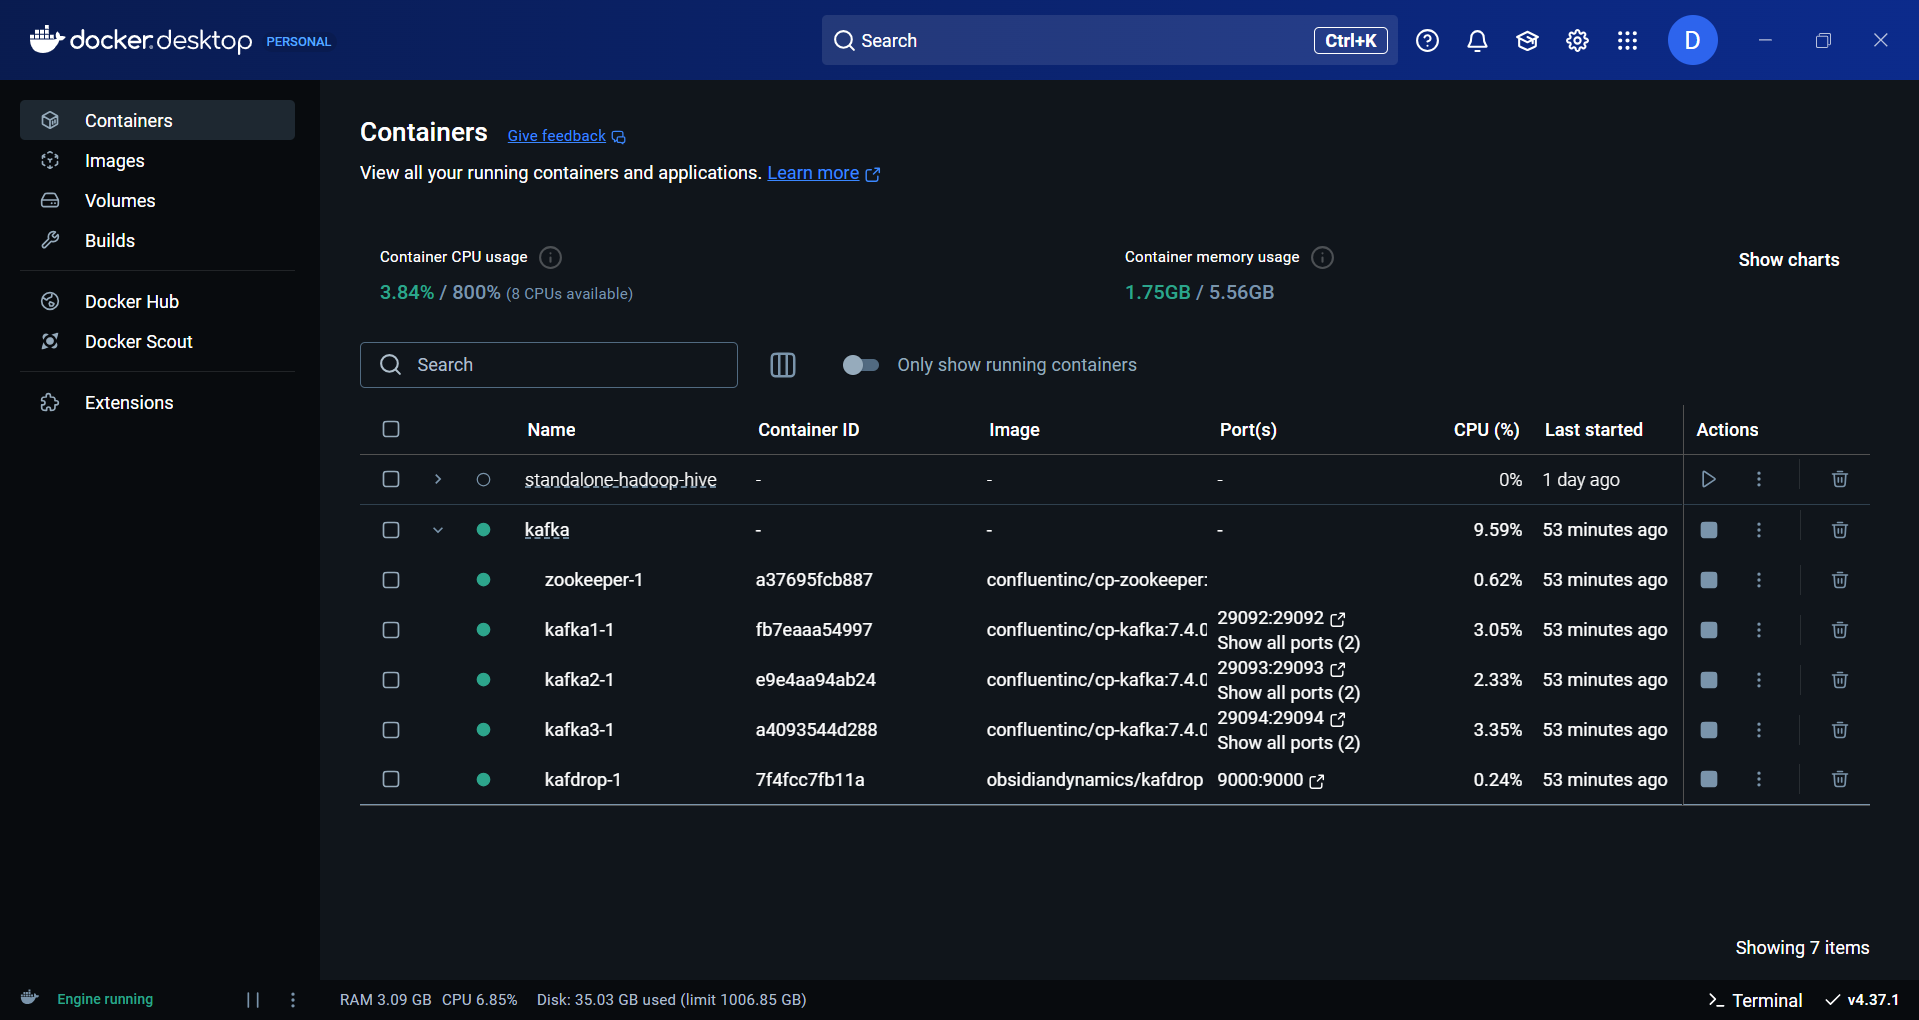 docker.desktop PERSONAL
Search Ctrl+K
D
Containers
Images
Volumes
Builds
Docker Hub
Docker Scout
Extensions
Containers Give feedback
View all your running containers and applications. Learn more
Container CPU usage
3.84% / 800% (8 CPUs available)
Container memory usage
1.75GB / 5.56GB
Show charts
Search
Only show running containers
Name Container ID Image Port(s) CPU (%) Last started Actions
standalone-hadoop-hive - - - 0% 1 day ago
kafka - - - 9.59% 53 minutes ago
zookeeper-1 a37695fcb887 confluentinc/cp-zookeeper: 0.62% 53 minutes ago
kafka1-1 fb7eaaa54997 confluentinc/cp-kafka:7.4.0 29092:29092 3.05% 53 minutes ago
Show all ports (2)
kafka2-1 e9e4aa94ab24 confluentinc/cp-kafka:7.4.0 29093:29093 2.33% 53 minutes ago
Show all ports (2)
kafka3-1 a4093544d288 confluentinc/cp-kafka:7.4.0 29094:29094 3.35% 53 minutes ago
Show all ports (2)
kafdrop-1 7f4fcc7fb11a obsidiandynamics/kafdrop 9000:9000 0.24% 53 minutes ago
Showing 7 items
Engine running
RAM 3.09 GB CPU 6.85% Disk: 35.03 GB used (limit 1006.85 GB)
>_ Terminal v4.37.1